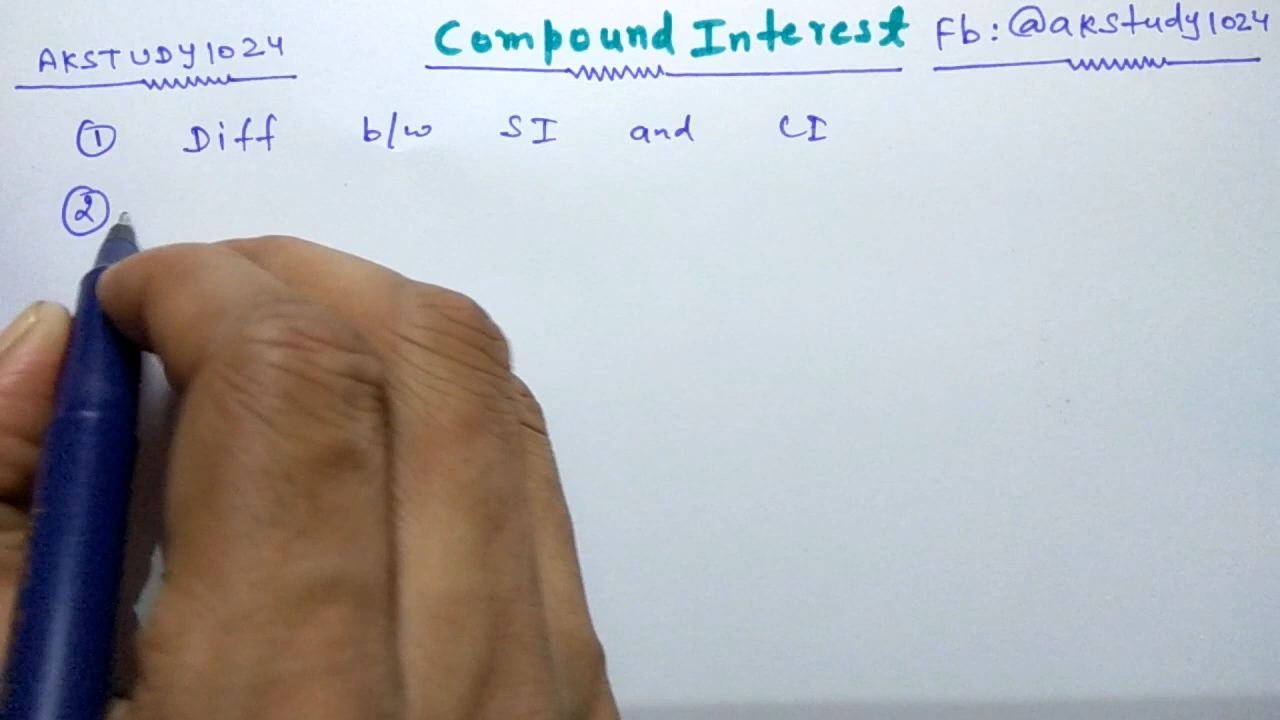 AKSTUDY1024 Compound Interest Fb:@akstudy1024
① Diff b/w SI and CI
②